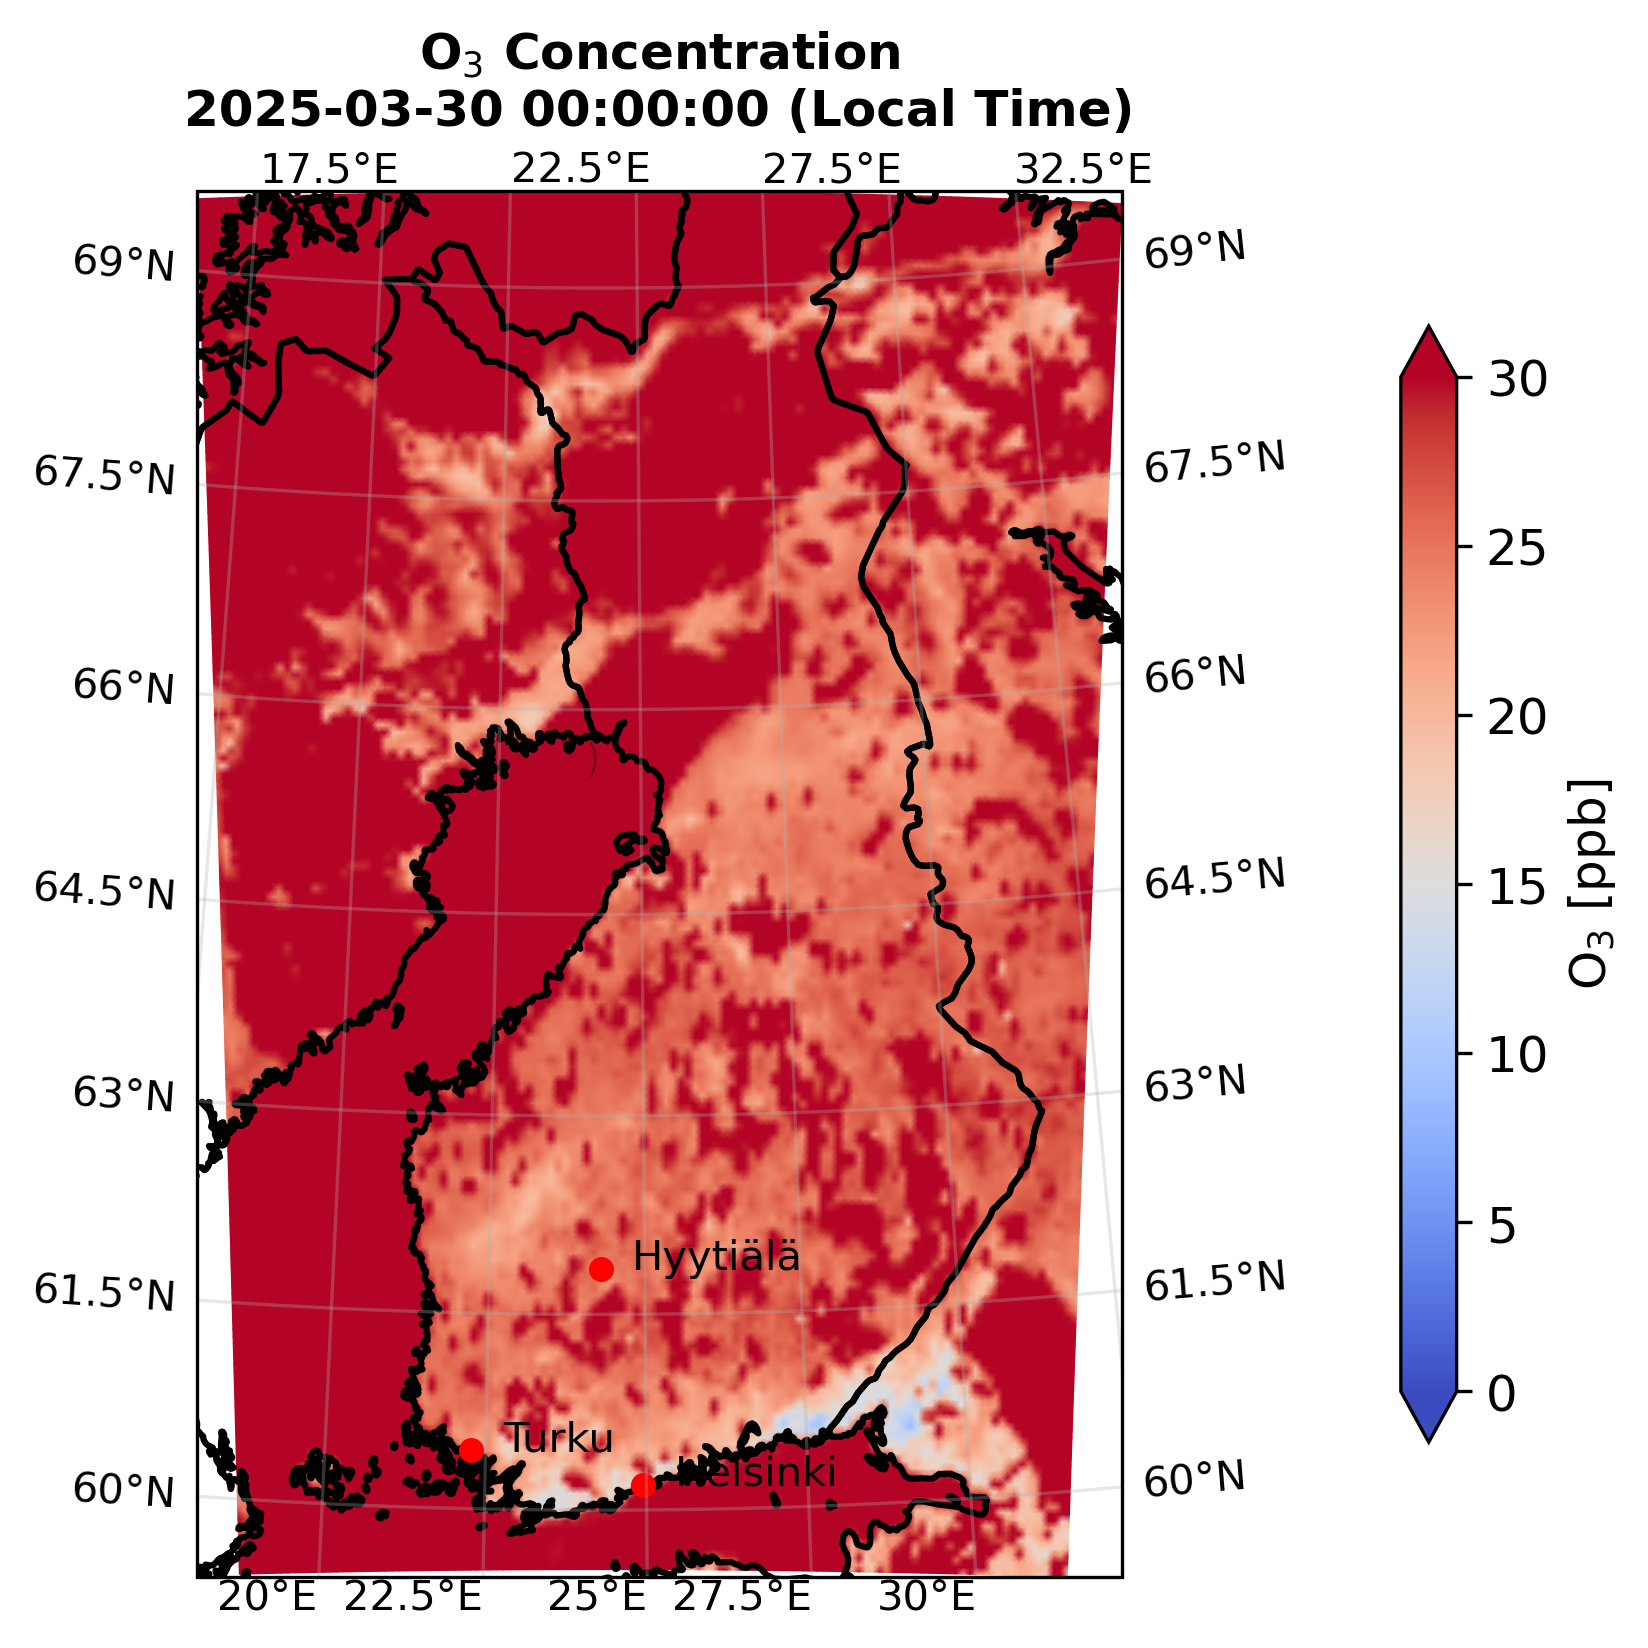 O₃ Concentration
2025-03-30 00:00:00 (Local Time)
17.5°E 22.5°E 27.5°E 32.5°E
69°N
69°N
67.5°N
67.5°N
66°N
66°N
64.5°N
64.5°N
63°N
63°N
61.5°N
61.5°N
60°N
60°N
Hyytiälä
Turku
Helsinki
20°E 22.5°E 25°E 27.5°E 30°E
30
25
20
15
10
5
0
O₃ [ppb]